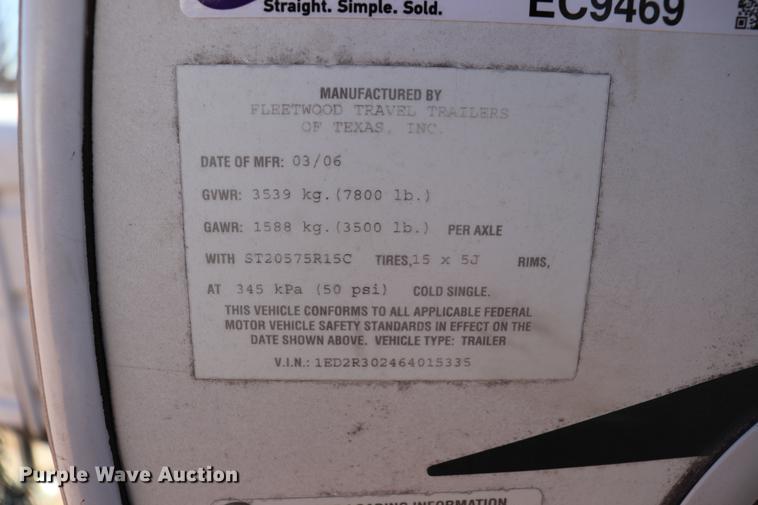 Straight. Simple. Sold.
EC9469
MANUFACTURED BY
FLEETWOOD TRAVEL TRAILERS
OF TEXAS, INC.
DATE OF MFR: 03/06
GVWR: 3539 kg.(7800 lb.)
GAWR: 1588 kg.(3500 lb.) PER AXLE
WITH ST20575R15C TIRES,15 x 5J RIMS,
AT 345 kPa (50 psi) COLD SINGLE.
THIS VEHICLE CONFORMS TO ALL APPLICABLE FEDERAL
MOTOR VEHICLE SAFETY STANDARDS IN EFFECT ON THE
DATE SHOWN ABOVE. VEHICLE TYPE: TRAILER
V.I.N.: 1ED2R302464015335
Purple Wave Auction
INFORMATION